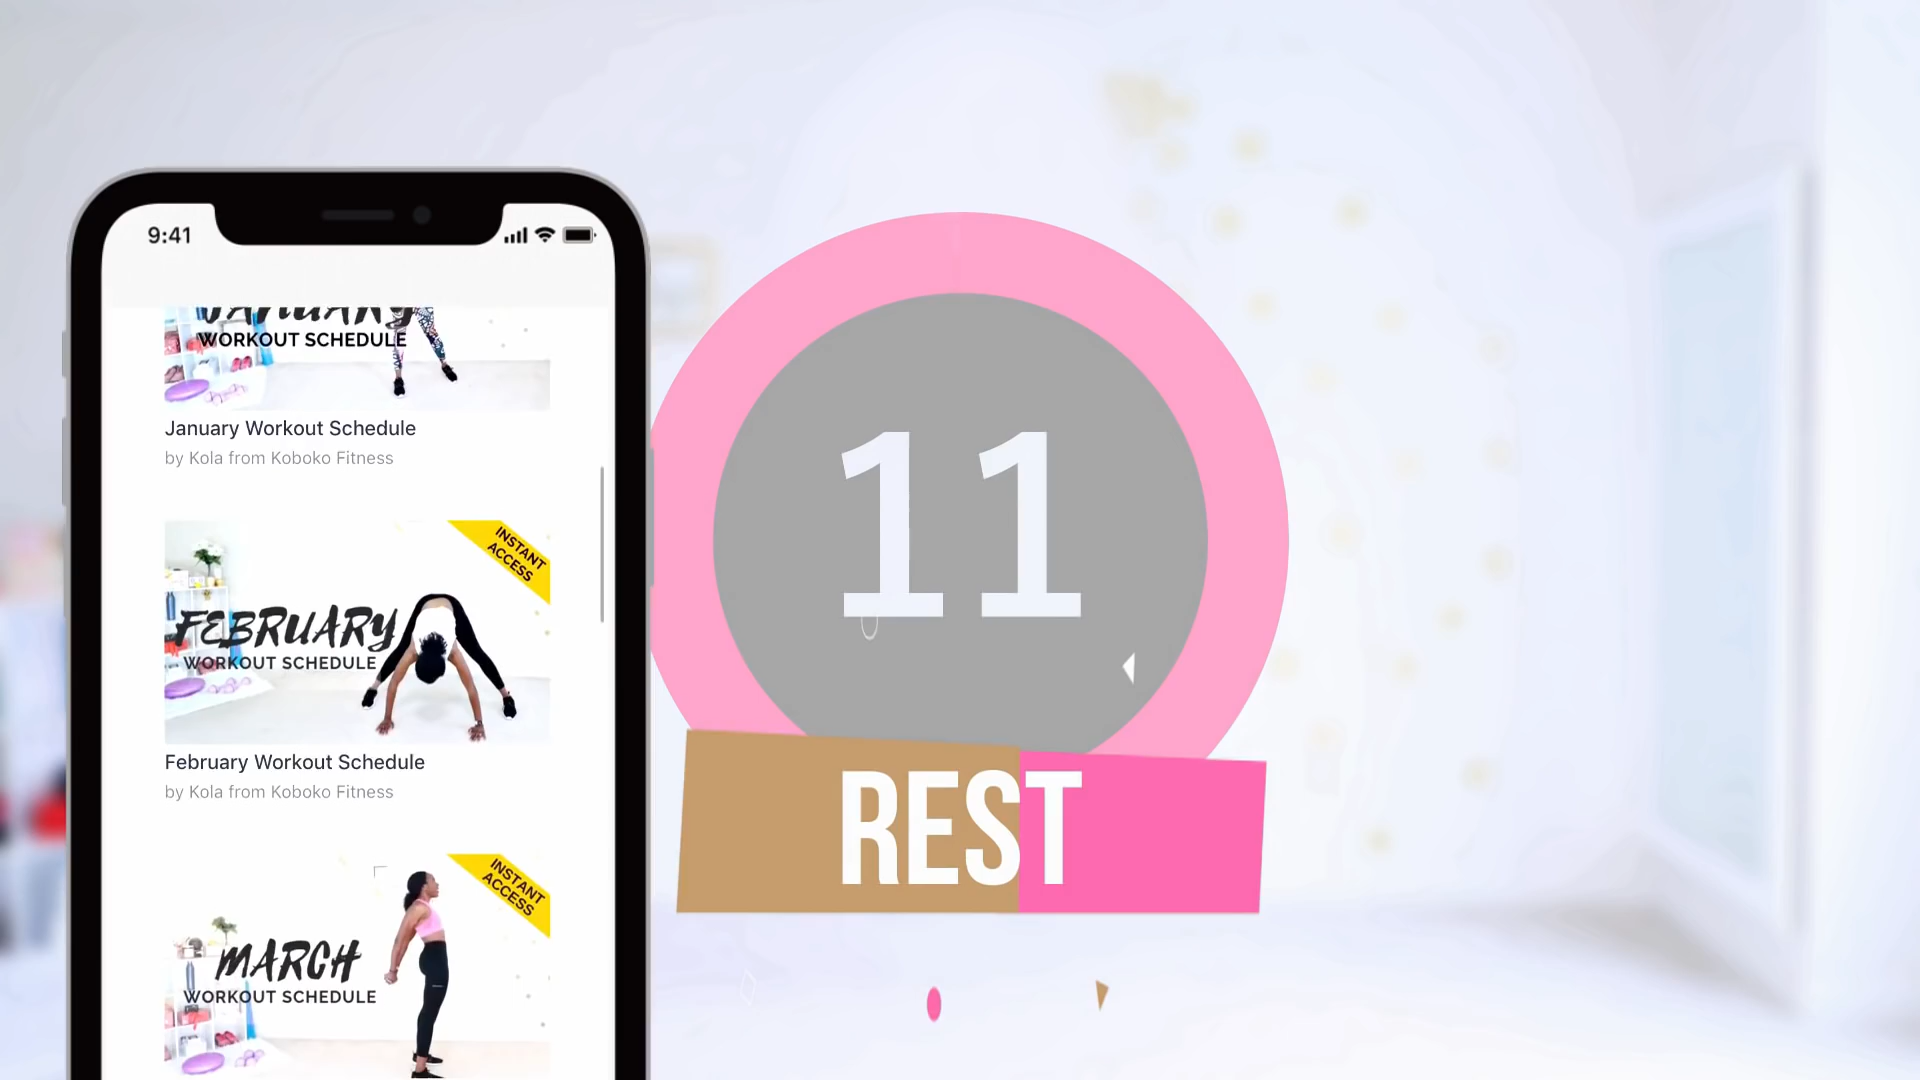 9:41
JANUARY
WORKOUT SCHEDULE
January Workout Schedule
by Kola from Koboko Fitness
INSTANT
ACCESS
FEBRUARY
WORKOUT SCHEDULE
February Workout Schedule
by Kola from Koboko Fitness
INSTANT
ACCESS
MARCH
WORKOUT SCHEDULE
11
REST